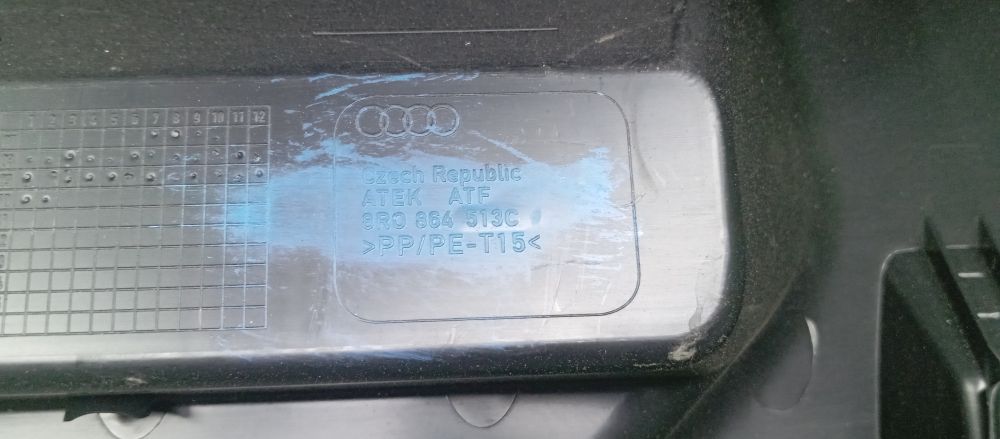 1 2 3 4 5 6 7 8 9 10 11 12
Czech Republic
ATEK ATF
8R0 864 513C
>PP/PE-T15<